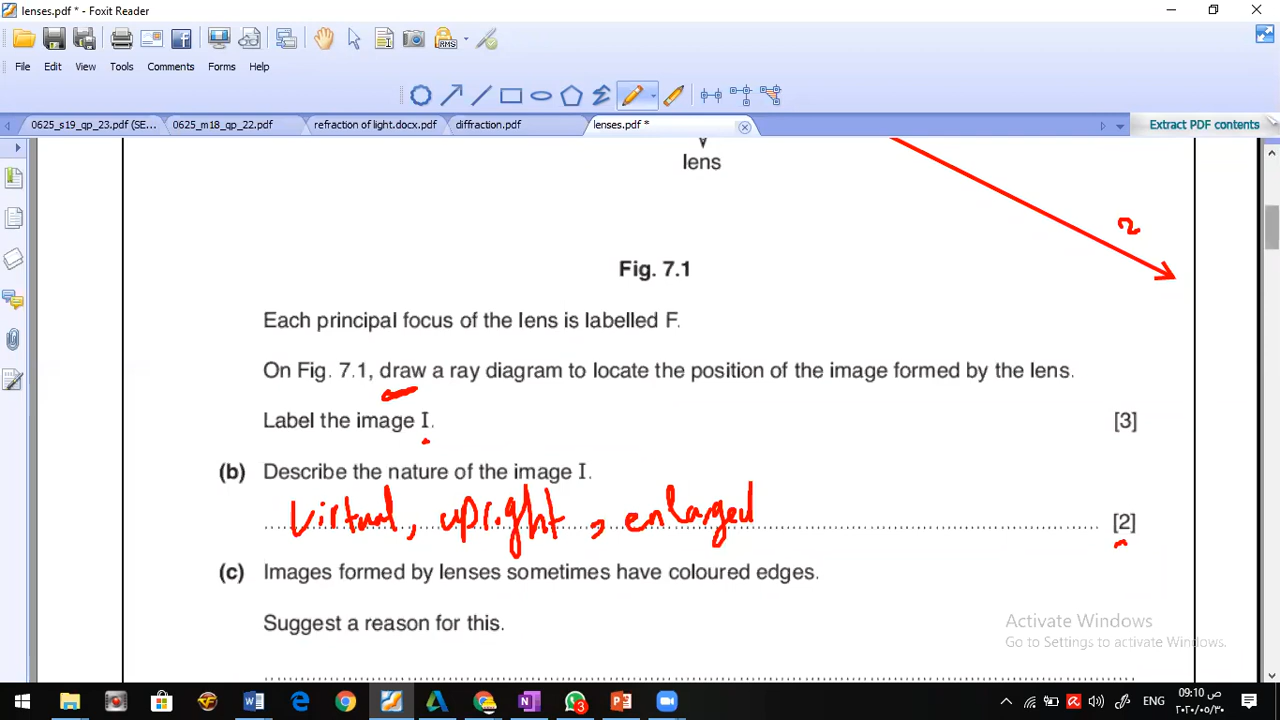 lenses.pdf * - Foxit Reader
File Edit View Tools Comments Forms Help
0625_s19_qp_23.pdf (SE... 0625_m18_qp_22.pdf refraction of light.docx.pdf diffraction.pdf lenses.pdf * Extract PDF contents
lens
2
Fig. 7.1
Each principal focus of the lens is labelled F.
On Fig. 7.1, draw a ray diagram to locate the position of the image formed by the lens.
Label the image I. [3]
(b) Describe the nature of the image I.
Virtual, upright, enlarged [2]
(c) Images formed by lenses sometimes have coloured edges.
Suggest a reason for this.
Activate Windows
Go to Settings to activate Windows.
ENG ص 09:10
٢٠٢٠/٠٥/٣٠